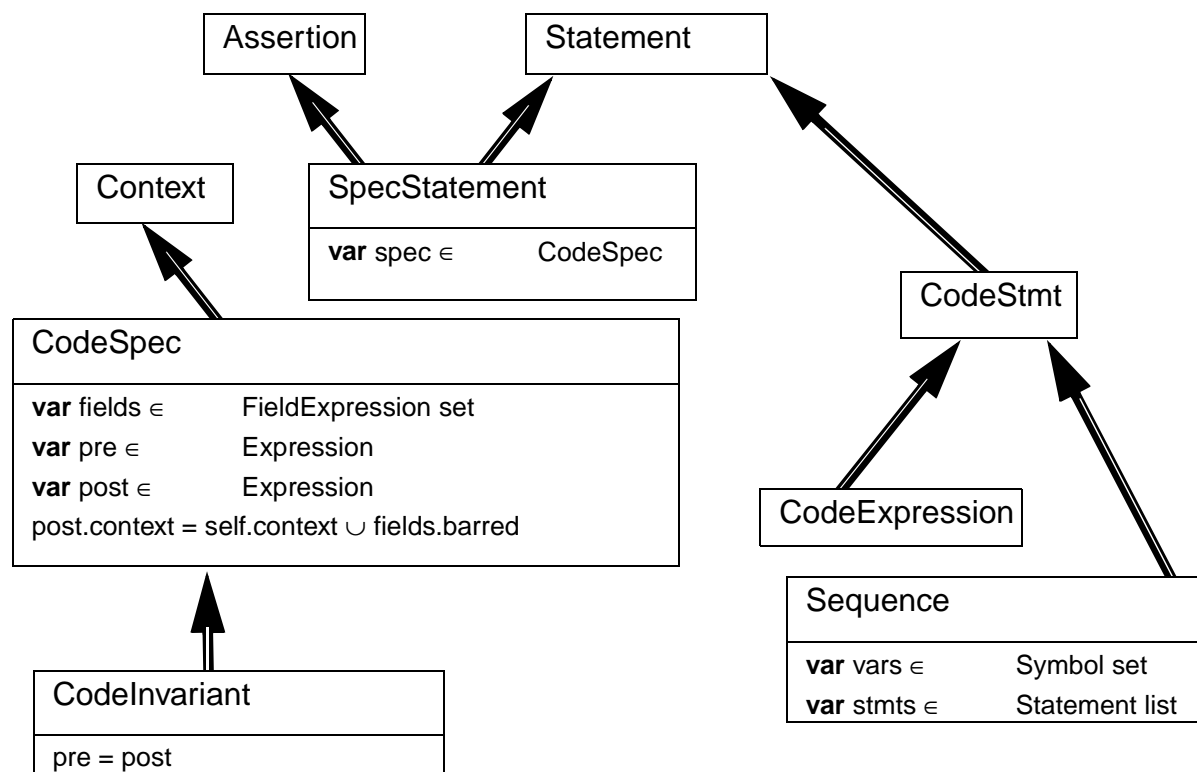 Assertion
Statement
Context
SpecStatement
var spec ∈ CodeSpec
CodeStmt
CodeSpec
var fields ∈ FieldExpression set
var pre ∈ Expression
var post ∈ Expression
post.context = self.context ∪ fields.barred
CodeExpression
Sequence
var vars ∈ Symbol set
var stmts ∈ Statement list
CodeInvariant
pre = post